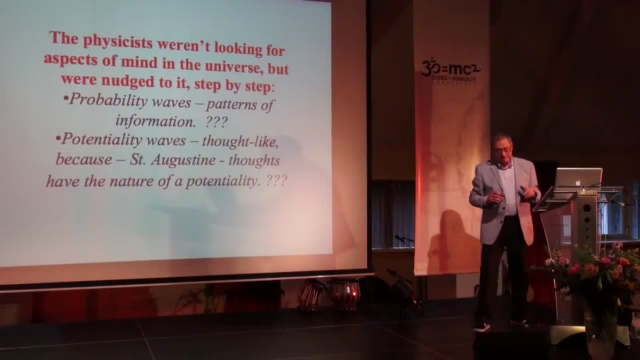 The physicists weren't looking for
aspects of mind in the universe, but
were nudged to it, step by step:
•Probability waves – patterns of
information. ???
•Potentiality waves – thought-like,
because – St. Augustine - thoughts
have the nature of a potentiality. ???
ॐ=mc2